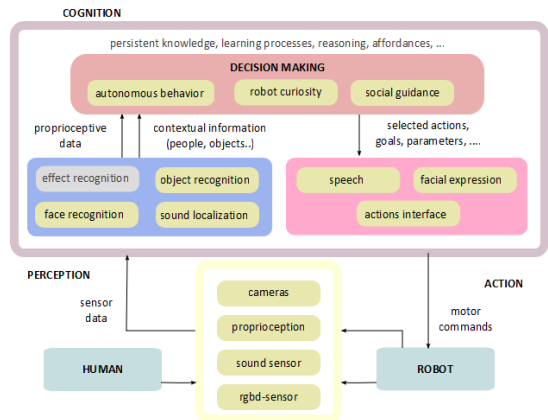 COGNITION
persistent knowledge, learning processes, reasoning, affordances, ...
DECISION MAKING
autonomous behavior
robot curiosity
social guidance
proprioceptive
data
contextual information
(people, objects..)
selected actions,
goals, parameters, ....
effect recognition
object recognition
face recognition
sound localization
speech
facial expression
actions interface
PERCEPTION
ACTION
sensor
data
cameras
proprioception
sound sensor
rgbd-sensor
motor
commands
HUMAN
ROBOT